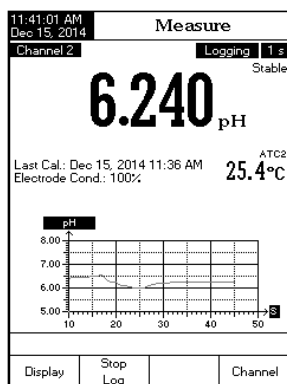 11:41:01 AM
Dec 15, 2014
Measure
Channel 2
Logging 1 s
Stable
6.240 pH
ATC2
Last Cal.: Dec 15, 2014 11:36 AM
25.4°C
Electrode Cond.: 100%
pH
8.00
7.00
6.00
5.00
10 20 30 40 50 S
Display
Stop
Log
Channel